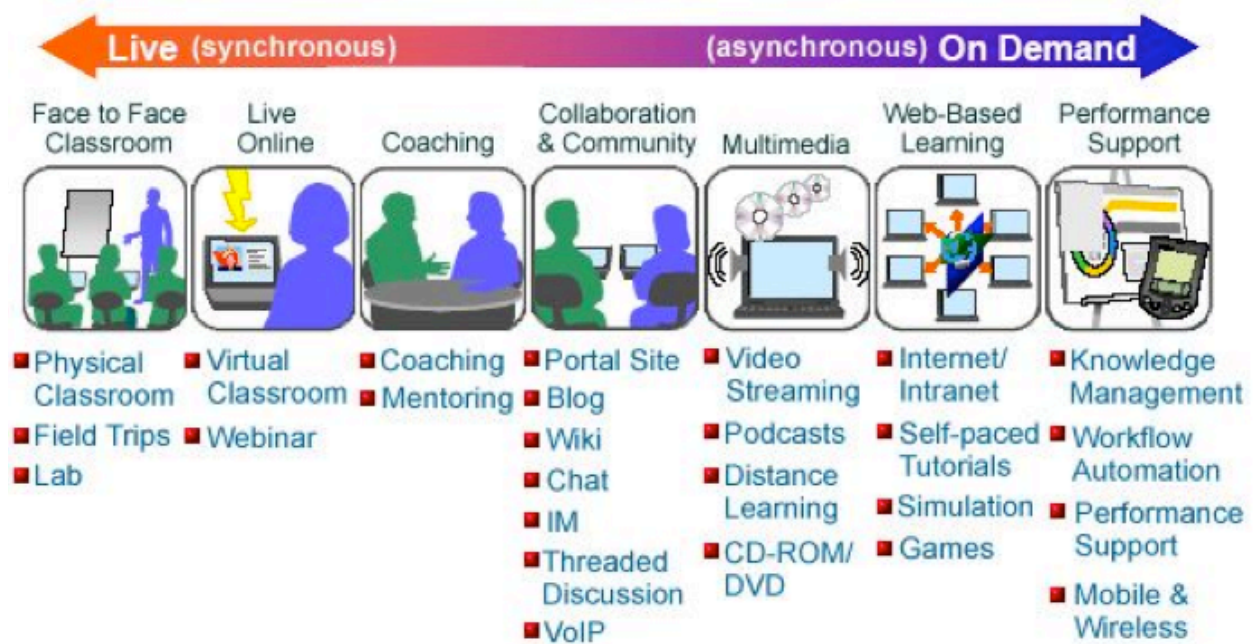 Live (synchronous) (asynchronous) On Demand
Face to Face
Classroom
Live
Online
Coaching
Collaboration
& Community
Multimedia
Web-Based
Learning
Performance
Support
Physical
Classroom
Field Trips
Lab
Virtual
Classroom
Webinar
Coaching
Mentoring
Portal Site
Blog
Wiki
Chat
IM
Threaded
Discussion
VoIP
Video
Streaming
Podcasts
Distance
Learning
CD-ROM/
DVD
Internet/
Intranet
Self-paced
Tutorials
Simulation
Games
Knowledge
Management
Workflow
Automation
Performance
Support
Mobile &
Wireless